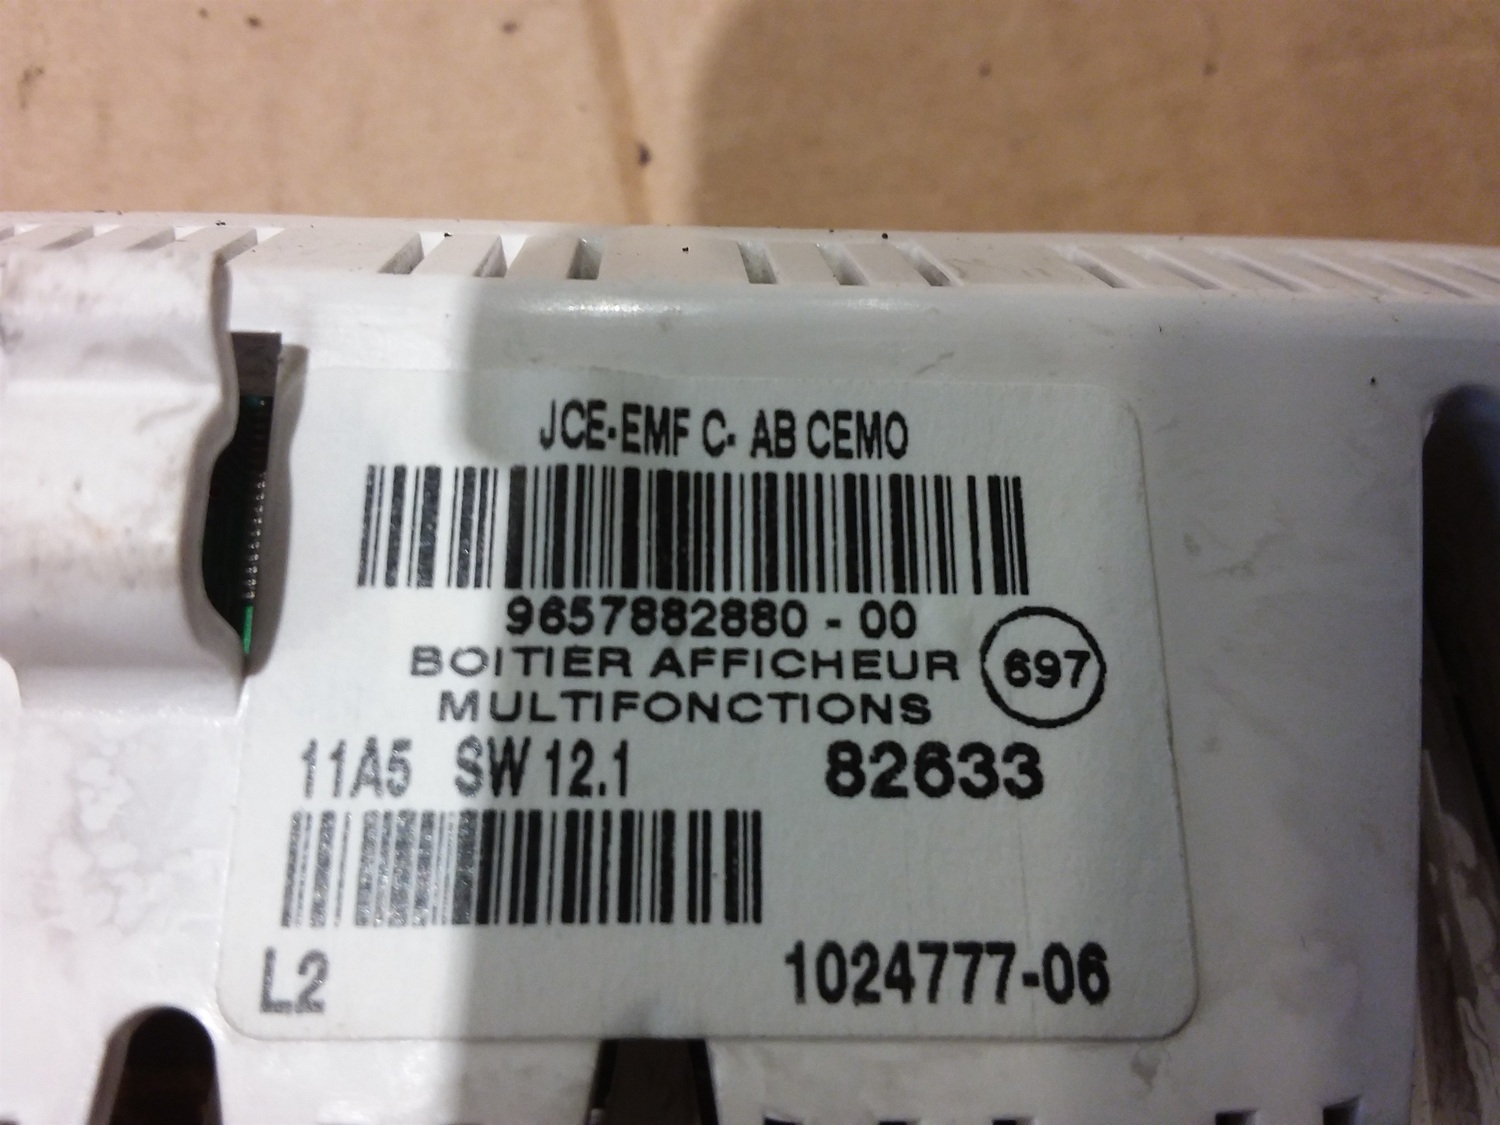 JCE-EMF C- AB CEMO
9657882880 - 00
BOITIER AFFICHEUR
MULTIFONCTIONS
697
11A5 SW 12.1
82633
L2
1024777-06